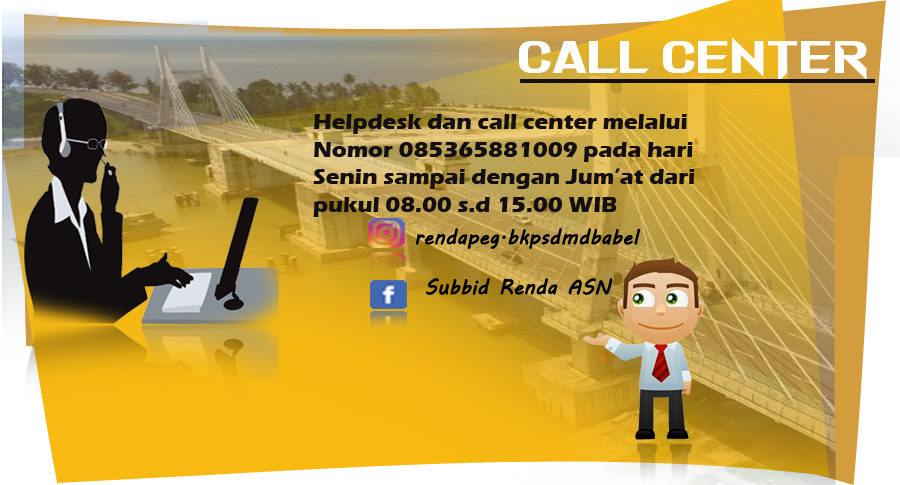 CALL CENTER
Helpdesk dan call center melalui
Nomor 085365881009 pada hari
Senin sampai dengan Jum'at dari
pukul 08.00 s.d 15.00 WIB
rendapeg.bkpsdmdbabel
f
Subbid Renda ASN